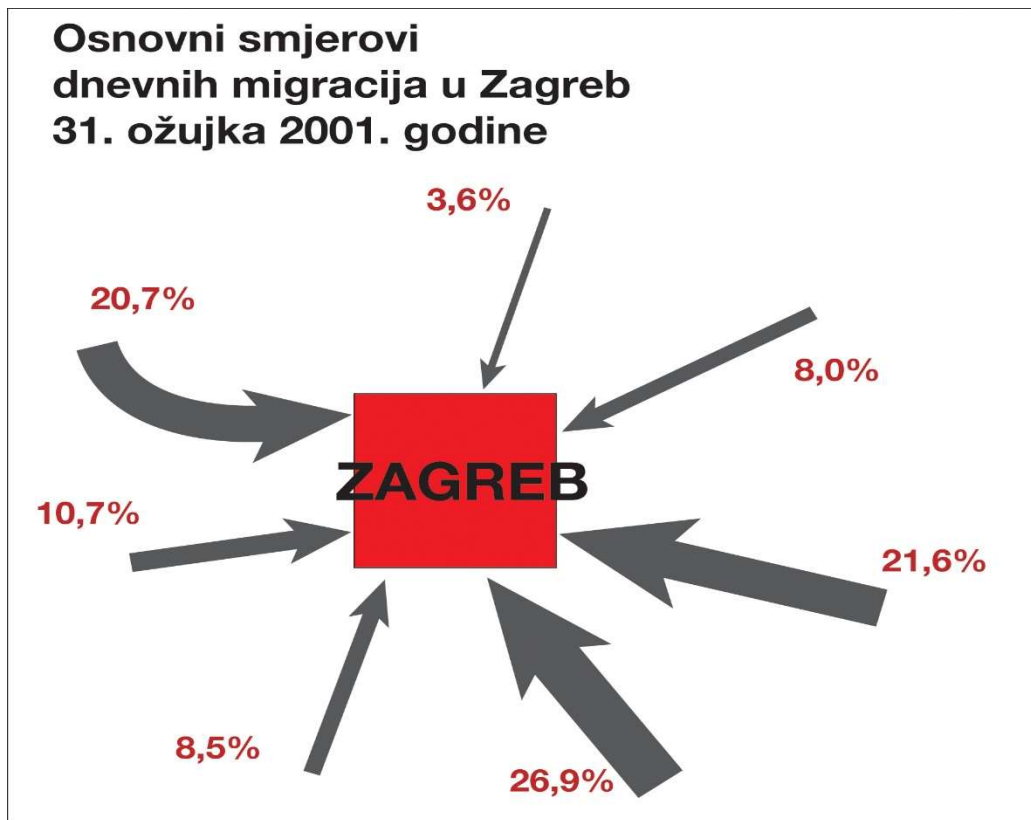 Osnovni smjerovi
dnevnih migracija u Zagreb
31. ožujka 2001. godine
3,6%
20,7%
8,0%
ZAGREB
10,7%
21,6%
8,5%
26,9%